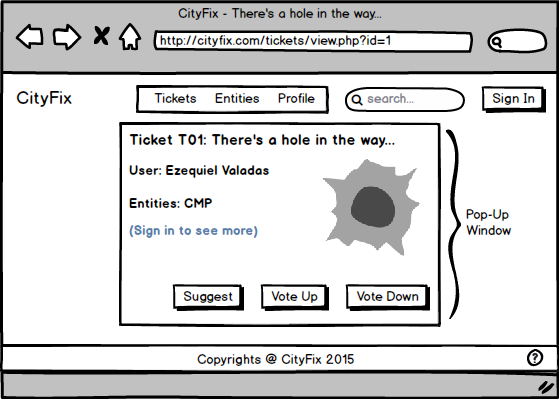 CityFix - There's a hole in the way...
http://cityfix.com/tickets/view.php?id=1
CityFix
Tickets Entities Profile
search...
Sign In
Ticket T01: There's a hole in the way...
User: Ezequiel Valadas
Entities: CMP
(Sign in to see more)
Pop-Up
Window
Suggest
Vote Up
Vote Down
Copyrights @ CityFix 2015
?